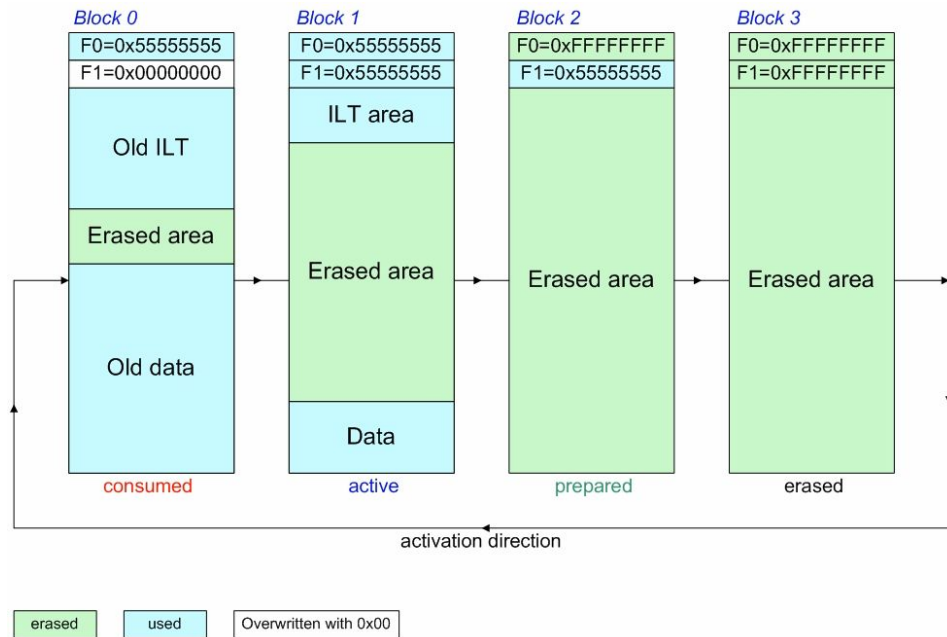 Block 0
Block 1
Block 2
Block 3
F0=0x55555555
F0=0x55555555
F0=0xFFFFFFFF
F0=0xFFFFFFFF
F1=0x00000000
F1=0x55555555
F1=0x55555555
F1=0xFFFFFFFF
Old ILT
ILT area
Erased area
Erased area
Erased area
Erased area
Old data
Data
consumed
active
prepared
erased
activation direction
erased
used
Overwritten with 0x00